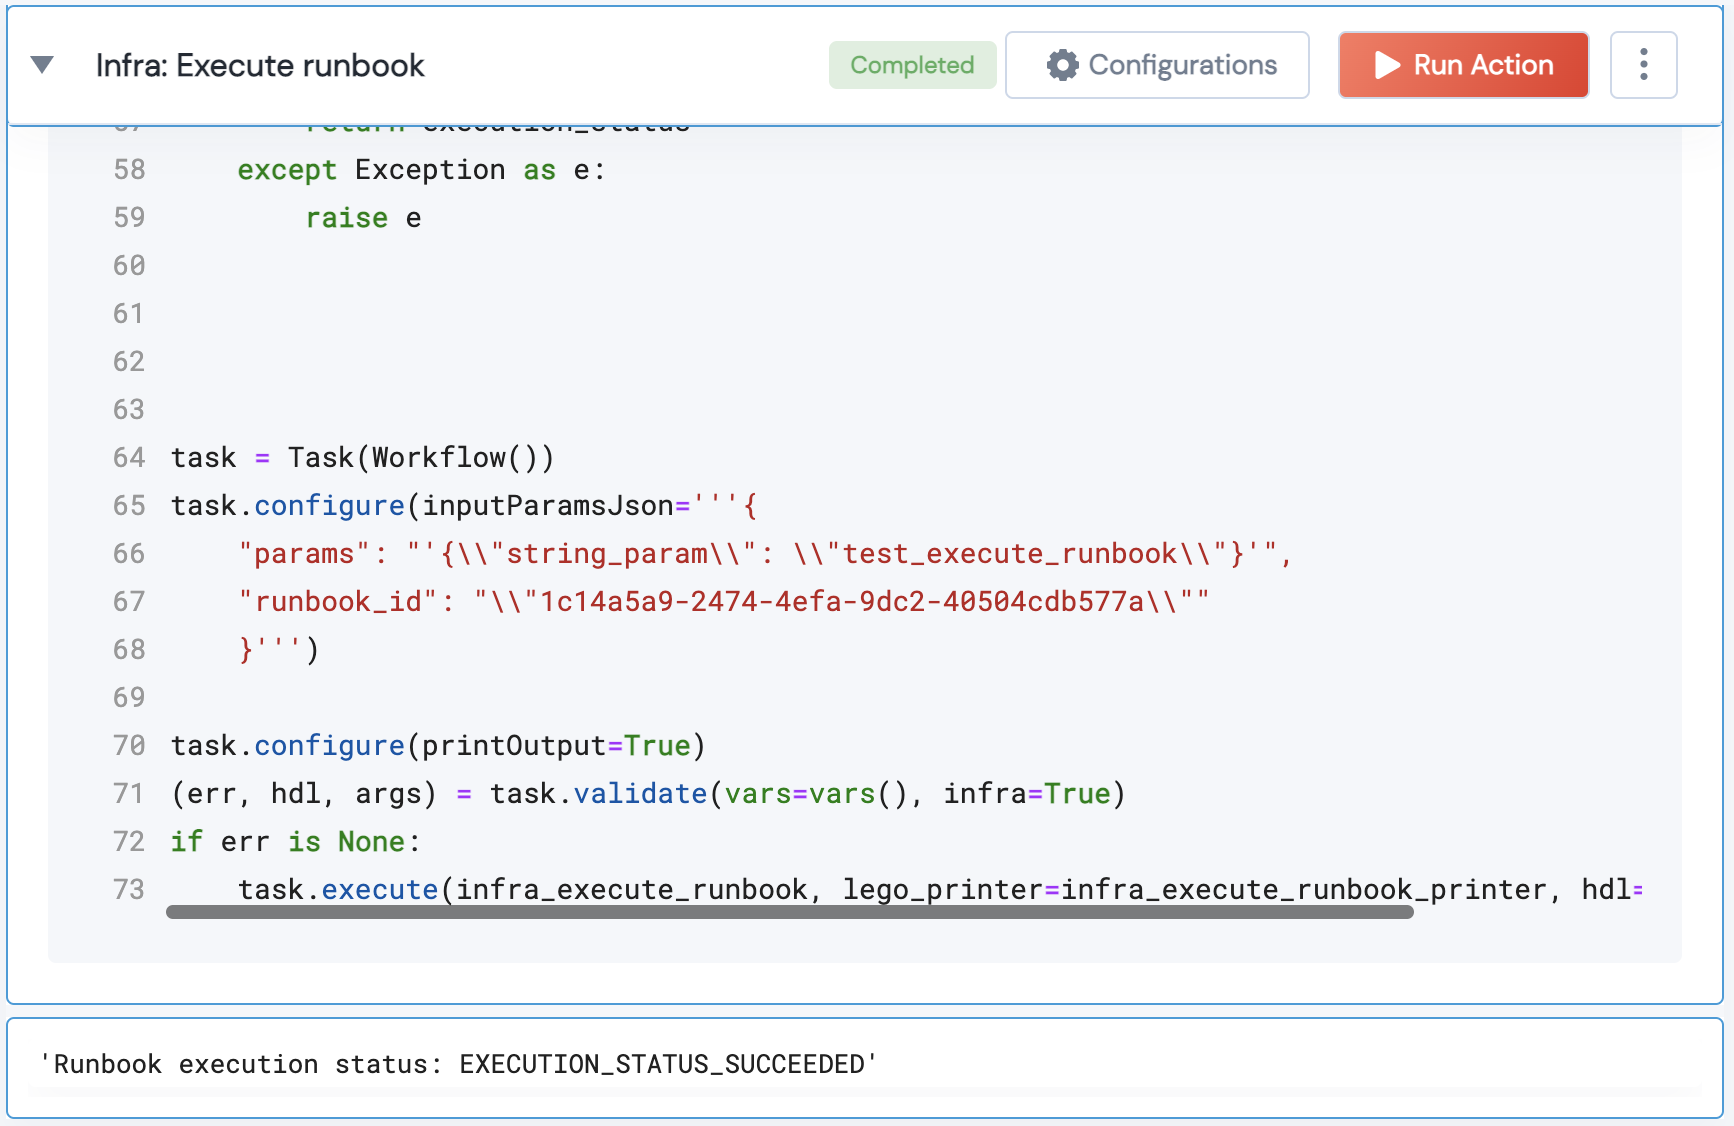 Infra: Execute runbook
Completed
Configurations
Run Action
57 return execution_status
58 except Exception as e:
59 raise e
60
61
62
63
64 task = Task(Workflow())
65 task.configure(inputParamsJson='''{
66 "params": "'{\\"string_param\\": \\"test_execute_runbook\\"}'",
67 "runbook_id": "\\"1c14a5a9-2474-4efa-9dc2-40504cdb577a\\""
68 }''')
69
70 task.configure(printOutput=True)
71 (err, hdl, args) = task.validate(vars=vars(), infra=True)
72 if err is None:
73 task.execute(infra_execute_runbook, lego_printer=infra_execute_runbook_printer, hdl=
'Runbook execution status: EXECUTION_STATUS_SUCCEEDED'